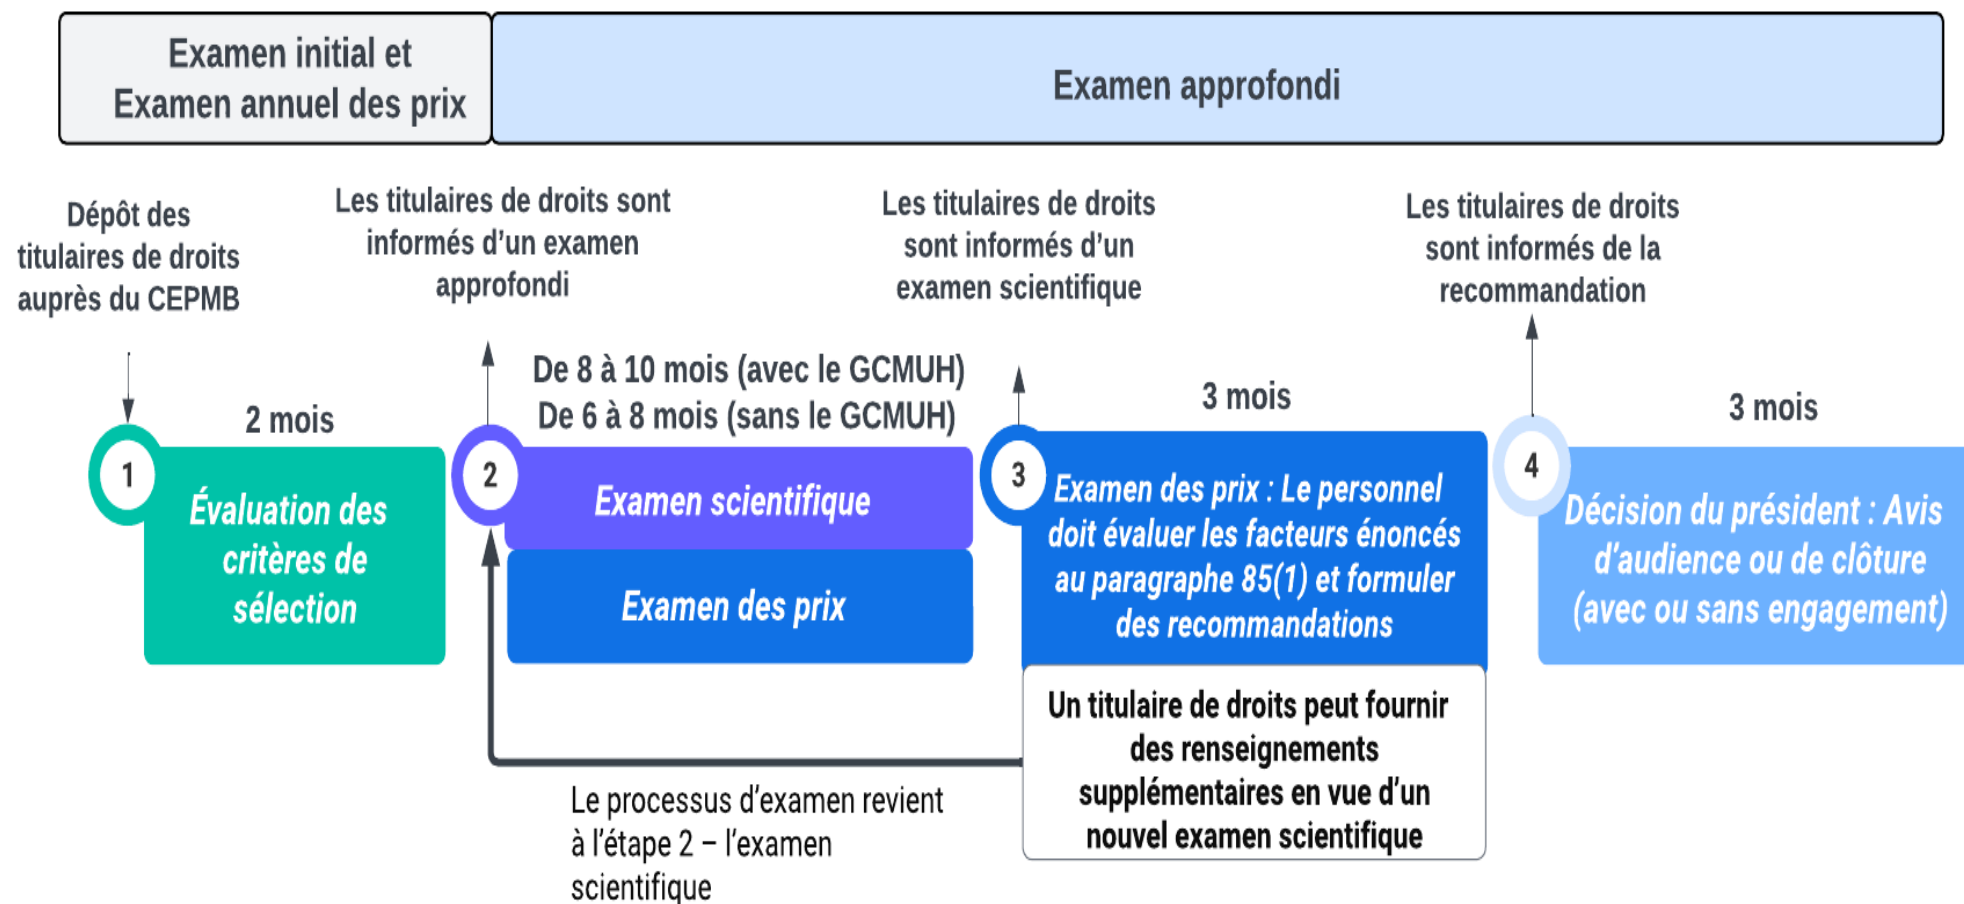 Examen initial et
Examen annuel des prix
Examen approfondi
Dépôt des
titulaires de droits
auprès du CEPMB
Les titulaires de droits sont
informés d’un examen
approfondi
Les titulaires de droits
sont informés d’un
examen scientifique
Les titulaires de droits
sont informés de la
recommandation
1
2 mois
Évaluation des
critères de
sélection
2
De 8 à 10 mois (avec le GCMUH)
De 6 à 8 mois (sans le GCMUH)
Examen scientifique
Examen des prix
3
3 mois
Examen des prix : Le personnel
doit évaluer les facteurs énoncés
au paragraphe 85(1) et formuler
des recommandations
4
3 mois
Décision du président : Avis
d’audience ou de clôture
(avec ou sans engagement)
Un titulaire de droits peut fournir
des renseignements
supplémentaires en vue d’un
nouvel examen scientifique
Le processus d’examen revient
à l’étape 2 – l’examen
scientifique